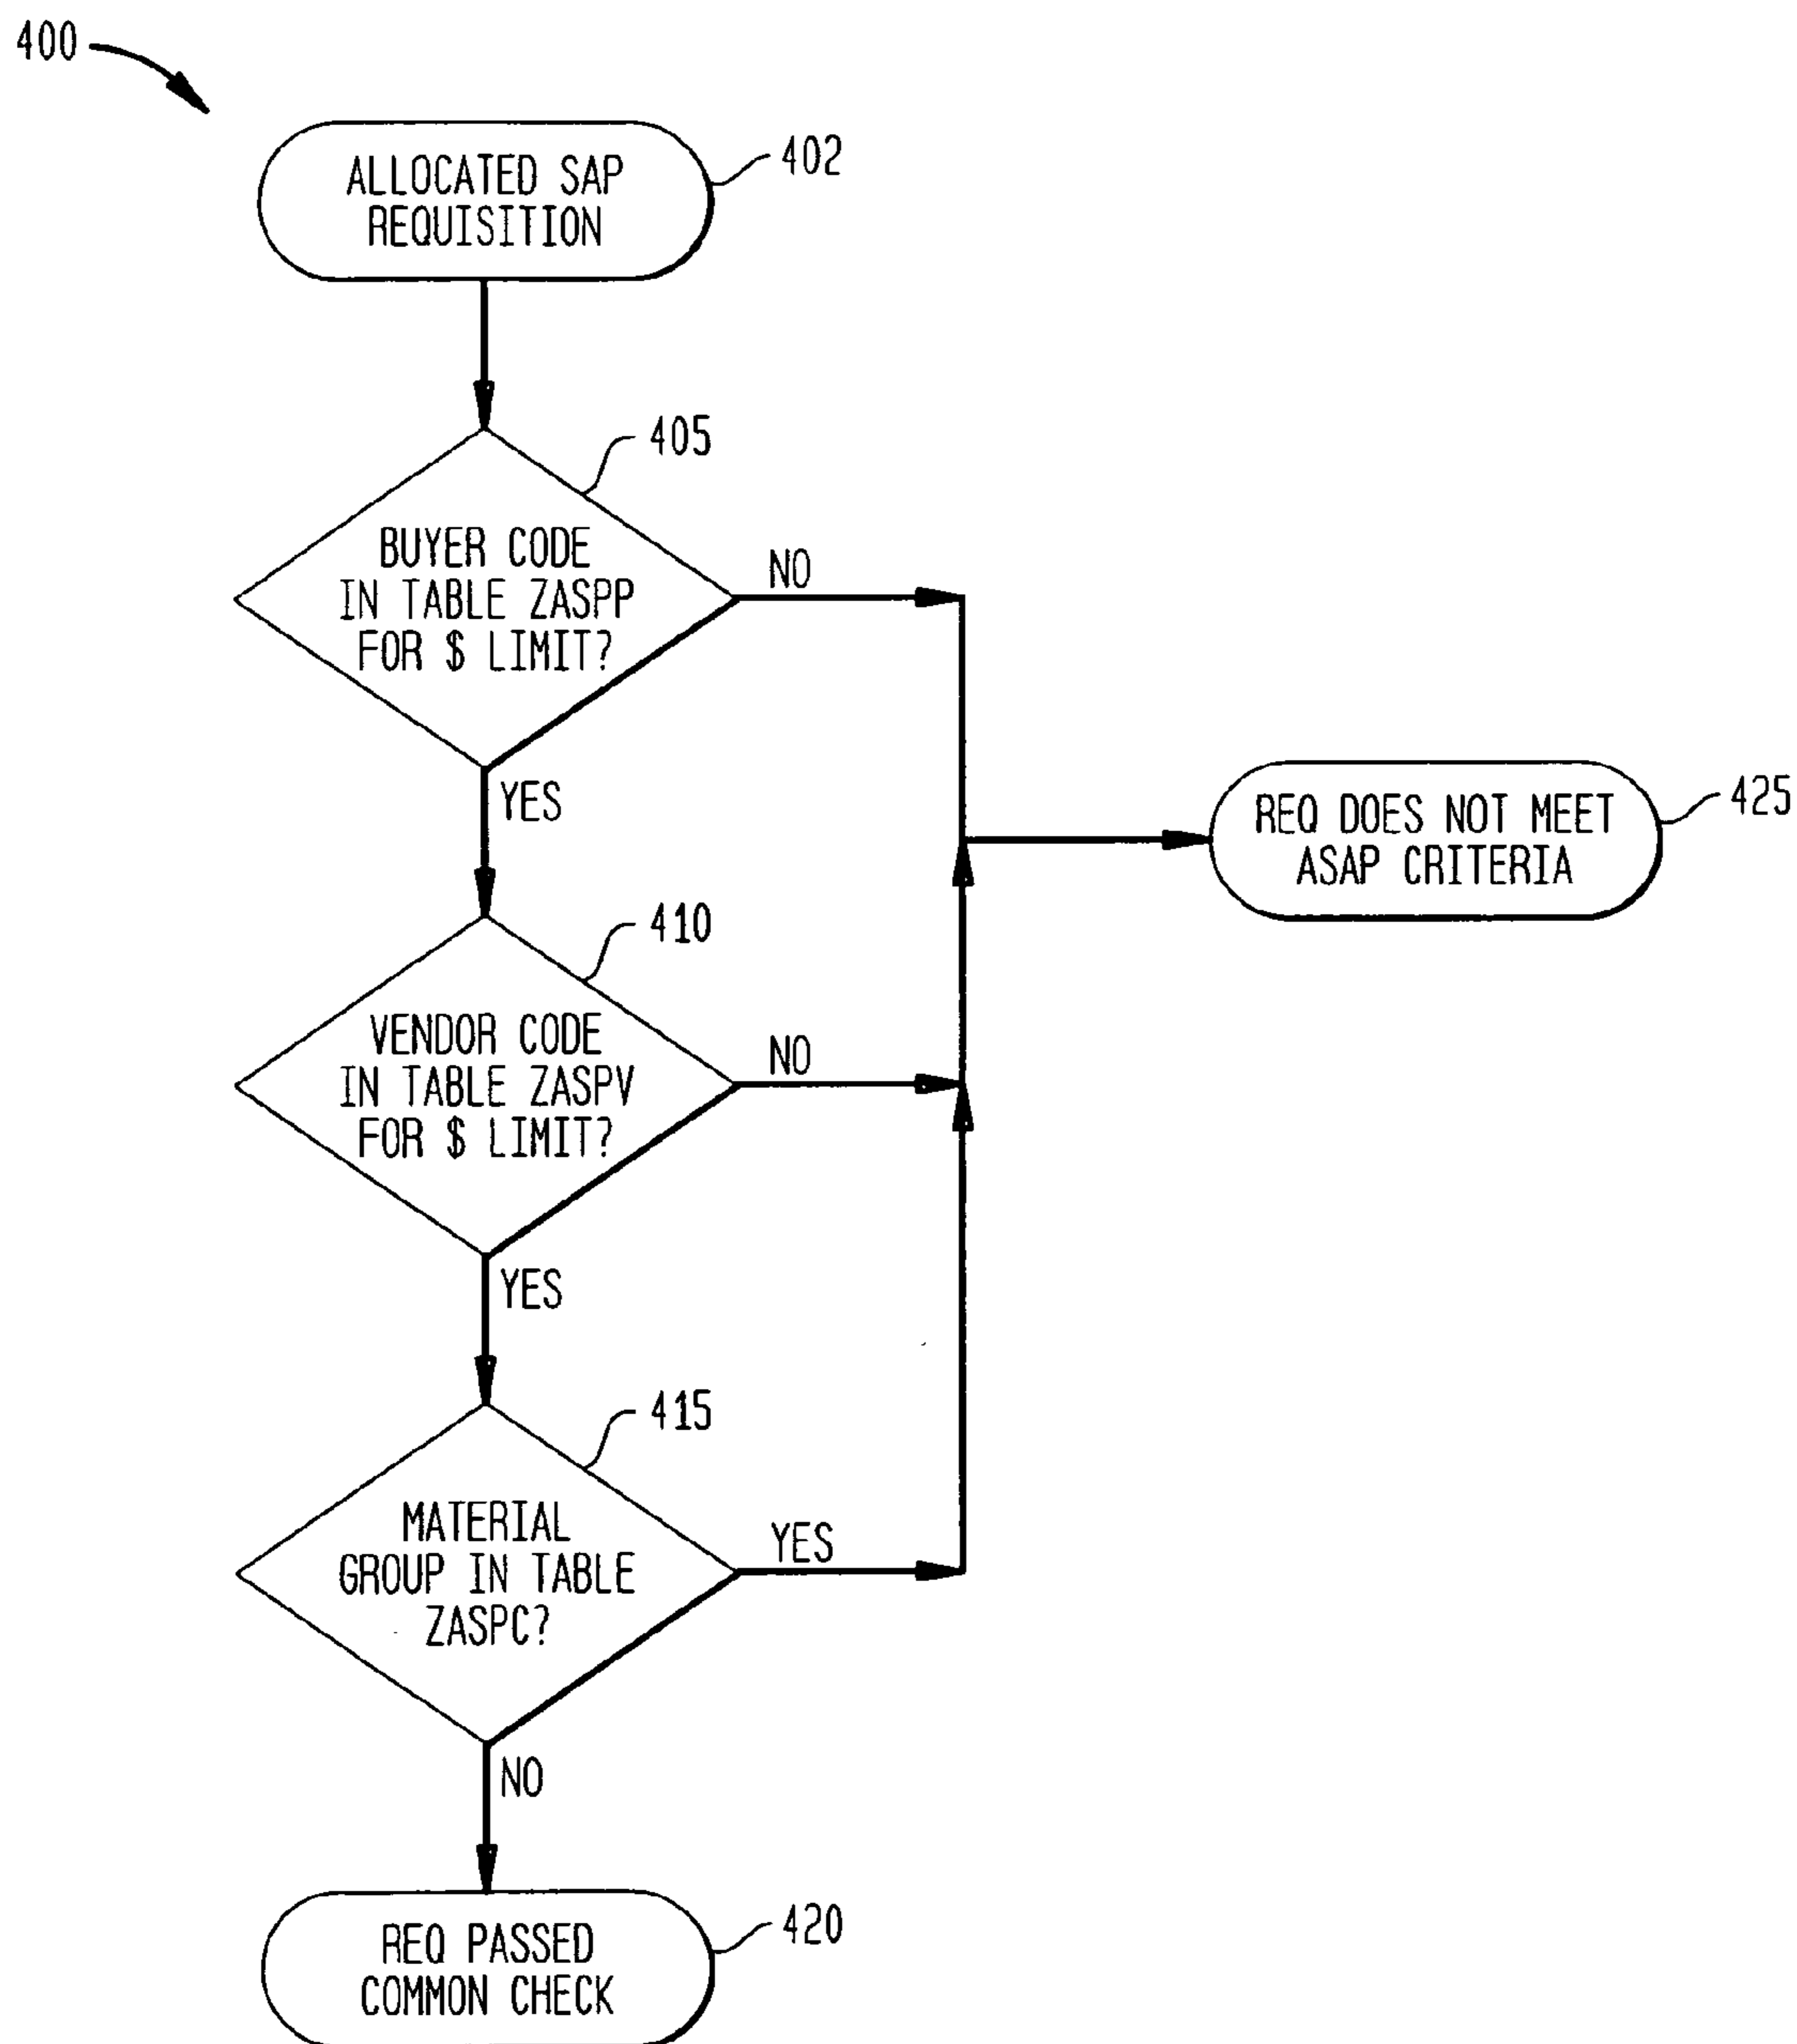 400
ALLOCATED SAP
REQUISITION
402
405
BUYER CODE
IN TABLE ZASPP
FOR $ LIMIT?
NO
YES
REQ DOES NOT MEET
ASAP CRITERIA
425
410
VENDOR CODE
IN TABLE ZASPV
FOR $ LIMIT?
NO
YES
415
MATERIAL
GROUP IN TABLE
ZASPC?
YES
NO
REQ PASSED
COMMON CHECK
420